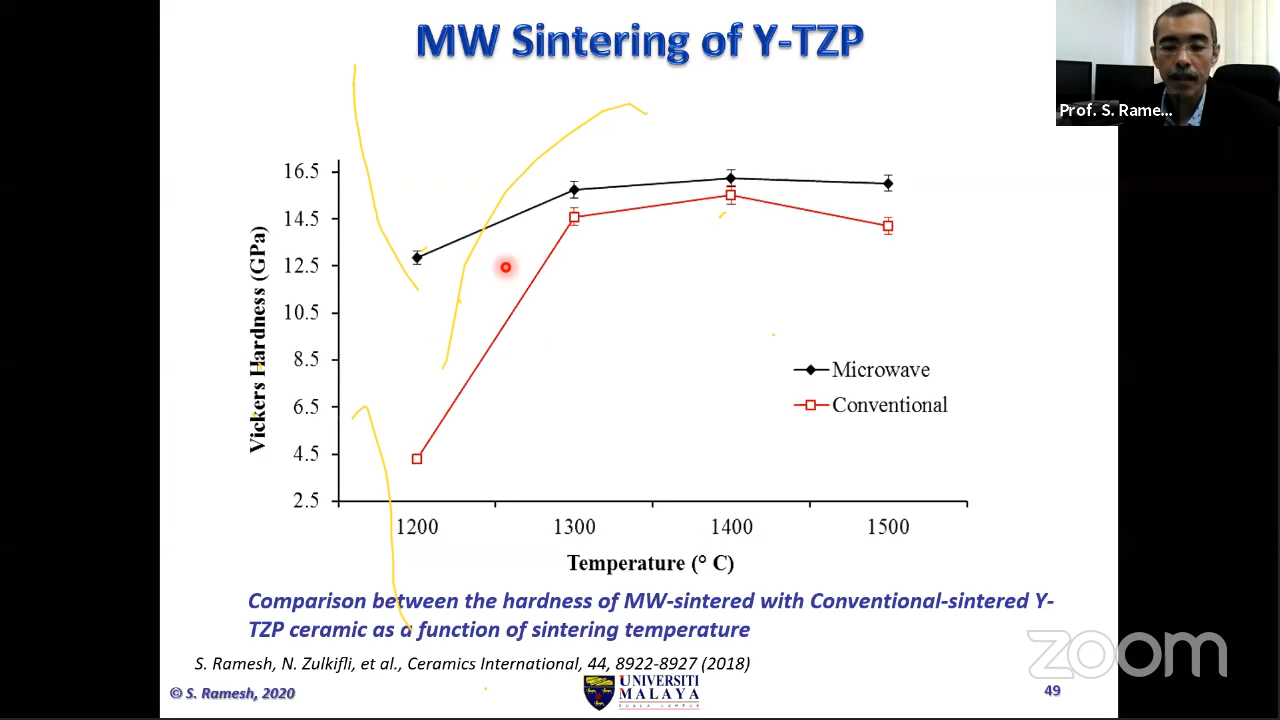 MW Sintering of Y-TZP
Prof. S. Rame...
16.5
14.5
12.5
10.5
8.5
6.5
4.5
2.5
Vickers Hardness (GPa)
1200 1300 1400 1500
Temperature (° C)
Microwave
Conventional
Comparison between the hardness of MW-sintered with Conventional-sintered Y-
TZP ceramic as a function of sintering temperature
S. Ramesh, N. Zulkifli, et al., Ceramics International, 44, 8922-8927 (2018)
© S. Ramesh, 2020
UNIVERSITI
MALAYA
KUALA LUMPUR
49
zoom